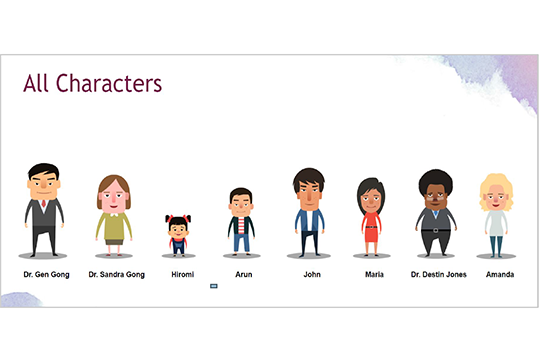 All Characters
Dr. Gen Gong Dr. Sandra Gong Hiromi Arun John Maria Dr. Destin Jones Amanda